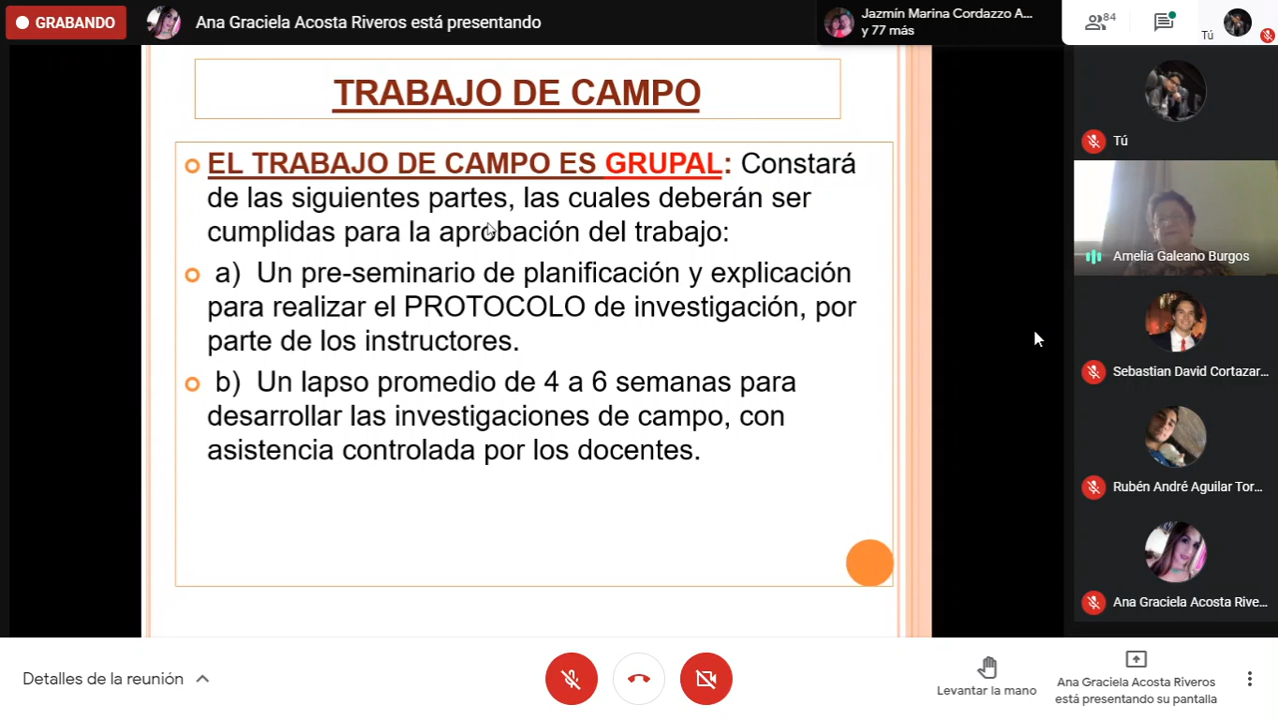 GRABANDO
Ana Graciela Acosta Riveros está presentando
Jazmín Marina Cordazzo A...
y 77 más
84
Tú
TRABAJO DE CAMPO
EL TRABAJO DE CAMPO ES GRUPAL: Constará
de las siguientes partes, las cuales deberán ser
cumplidas para la aprobación del trabajo:
a) Un pre-seminario de planificación y explicación
para realizar el PROTOCOLO de investigación, por
parte de los instructores.
b) Un lapso promedio de 4 a 6 semanas para
desarrollar las investigaciones de campo, con
asistencia controlada por los docentes.
Tú
Amelia Galeano Burgos
Sebastian David Cortazar...
Rubén André Aguilar Tor...
Ana Graciela Acosta Rive...
Detalles de la reunión
Levantar la mano
Ana Graciela Acosta Riveros
está presentando su pantalla